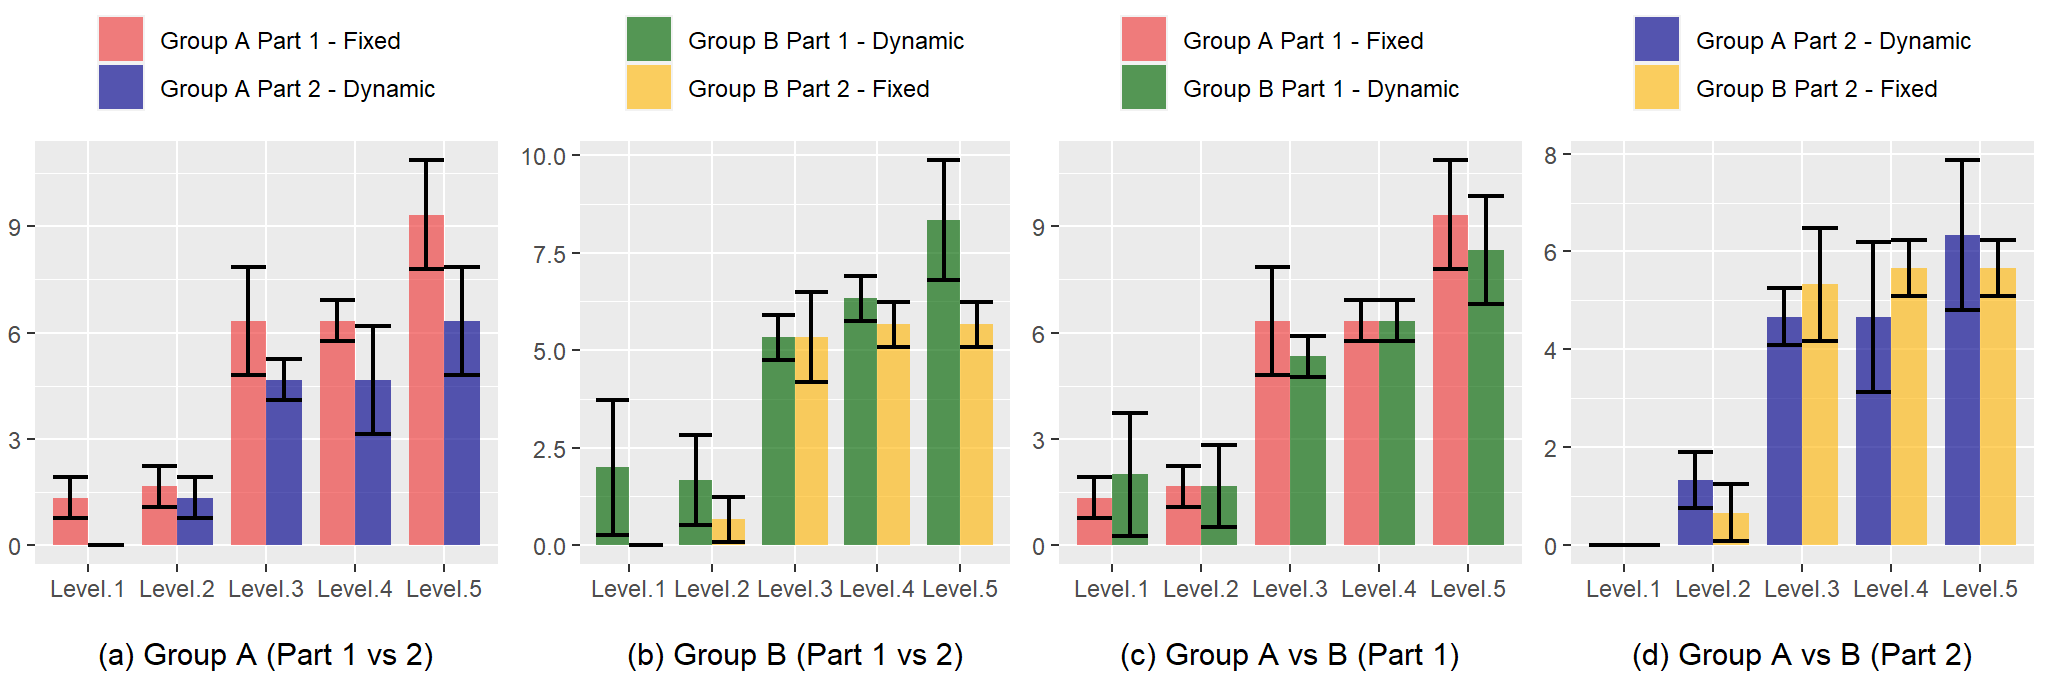 Group A Part 1 - Fixed
Group A Part 2 - Dynamic
9
6
3
0
Level.1 Level.2 Level.3 Level.4 Level.5
(a) Group A (Part 1 vs 2)
Group B Part 1 - Dynamic
Group B Part 2 - Fixed
10.0
7.5
5.0
2.5
0.0
Level.1 Level.2 Level.3 Level.4 Level.5
(b) Group B (Part 1 vs 2)
Group A Part 1 - Fixed
Group B Part 1 - Dynamic
9
6
3
0
Level.1 Level.2 Level.3 Level.4 Level.5
(c) Group A vs B (Part 1)
Group A Part 2 - Dynamic
Group B Part 2 - Fixed
8
6
4
2
0
Level.1 Level.2 Level.3 Level.4 Level.5
(d) Group A vs B (Part 2)